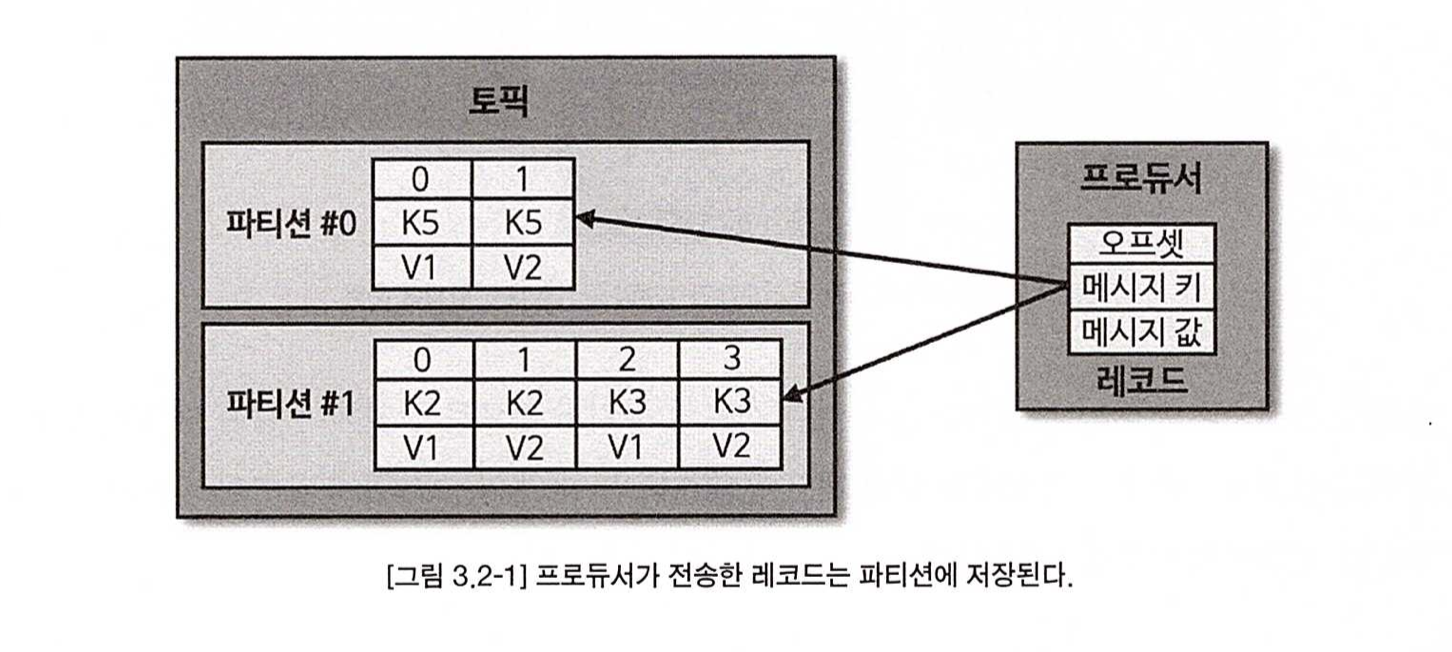 토픽
파티션 #0
0 1
K5 K5
V1 V2
파티션 #1
0 1 2 3
K2 K2 K3 K3
V1 V2 V1 V2
프로듀서
오프셋
메시지 키
메시지 값
레코드
[그림 3.2-1] 프로듀서가 전송한 레코드는 파티션에 저장된다.